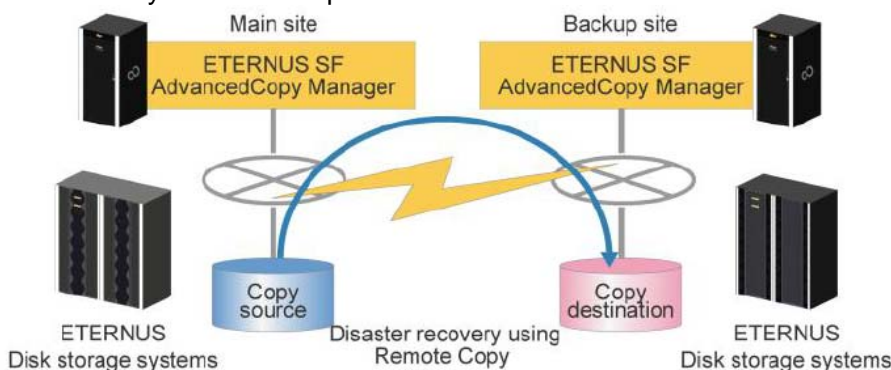 Main site
Backup site
ETERNUS SF
AdvancedCopy Manager
ETERNUS SF
AdvancedCopy Manager
Copy
source
Copy
destination
ETERNUS
Disk storage systems
Disaster recovery using
Remote Copy
ETERNUS
Disk storage systems